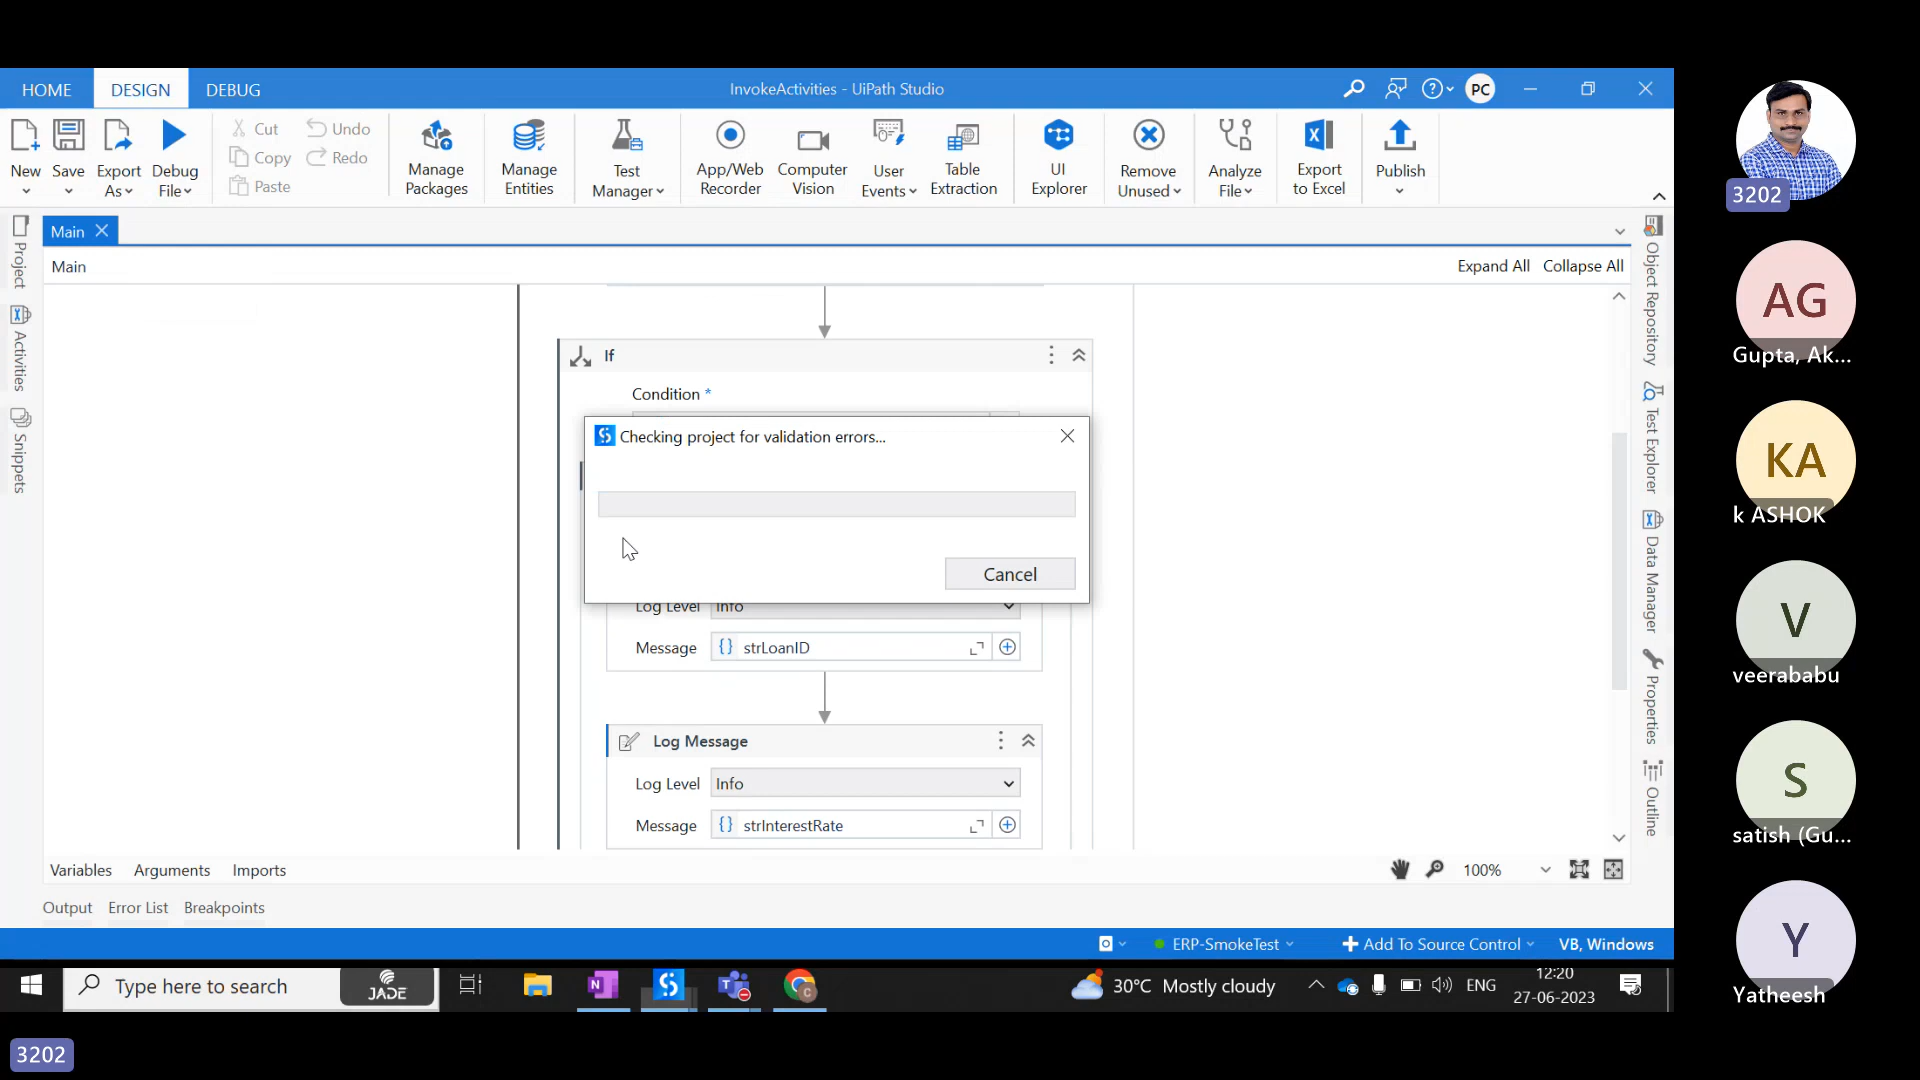 HOME
DESIGN
DEBUG
InvokeActivities - UiPath Studio
PC
New
Save
Export As
Debug File
Cut
Copy
Paste
Undo
Redo
Manage Packages
Manage Entities
Test Manager
App/Web Recorder
Computer Vision
User Events
Table Extraction
UI Explorer
Remove Unused
Analyze File
Export to Excel
Publish
Main
Main
Expand All
Collapse All
Project
Activities
Snippets
If
Condition *
Checking project for validation errors...
Cancel
Log Level
Info
Message
strLoanID
Log Message
Log Level
Info
Message
strInterestRate
Object Repository
Test Explorer
Data Manager
Properties
Outline
Variables
Arguments
Imports
100%
Output
Error List
Breakpoints
ERP-SmokeTest
Add To Source Control
VB, Windows
Type here to search
JADE
30°C Mostly cloudy
ENG
12:20
27-06-2023
3202
AG
Gupta, Ak...
KA
k ASHOK
V
veerababu
S
satish (Gu...
Y
Yatheesh
3202